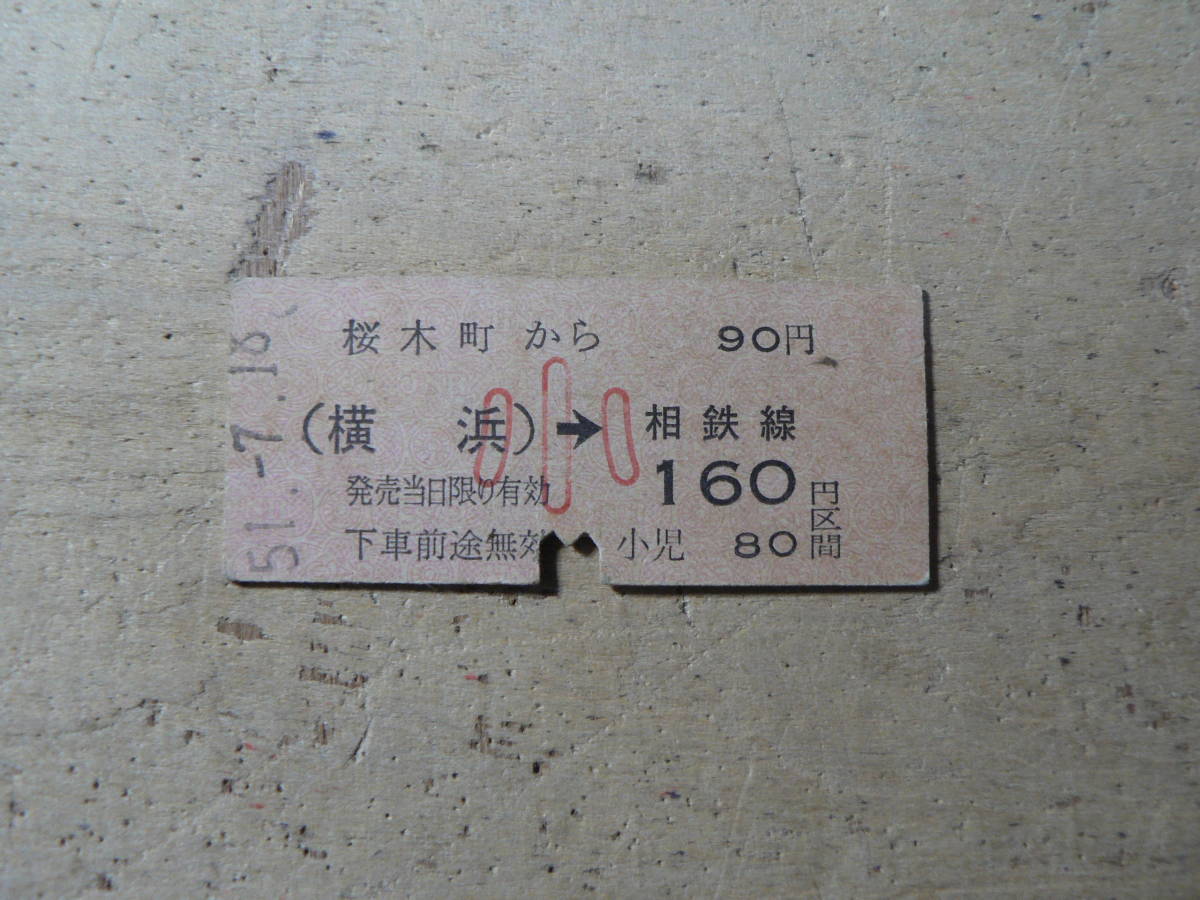 桜木町から 90円
(横 浜)→相鉄線
160円区間
発売当日限り有効
下車前途無効 小児 80
小
51.-7.18